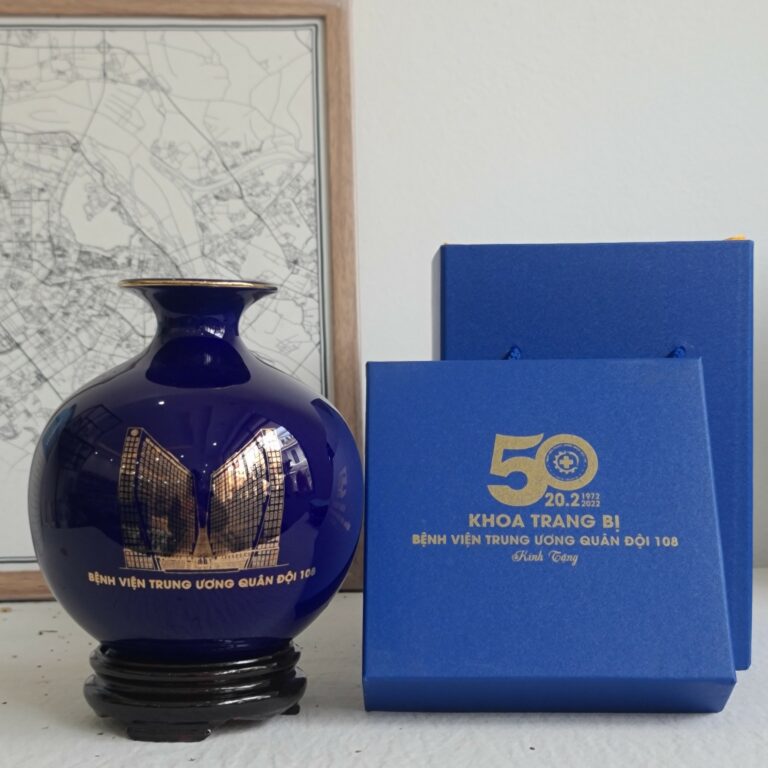 BỆNH VIỆN TRUNG ƯƠNG QUÂN ĐỘI 108
50
20.2 1972 2022
KHOA TRANG BỊ
BỆNH VIỆN TRUNG ƯƠNG QUÂN ĐỘI 108
Kính Tặng